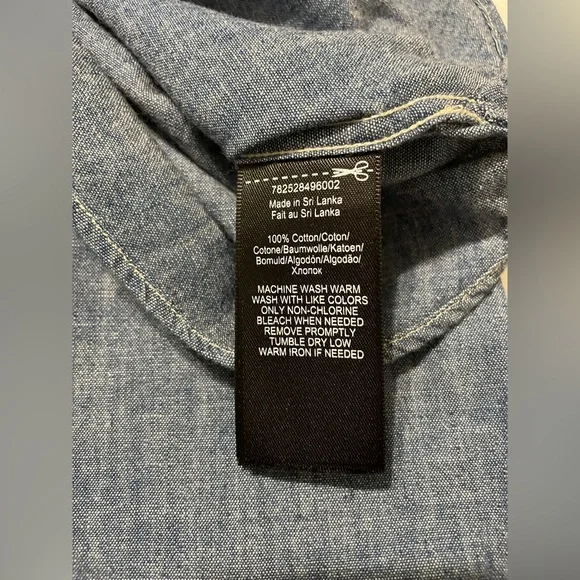 782528496002
Made in Sri Lanka
Fait au Sri Lanka
100% Cotton/Coton/
Cotone/Baumwolle/Katoen/
Bomuld/Algodón/Algodão/
Хлопок
MACHINE WASH WARM
WASH WITH LIKE COLORS
ONLY NON-CHLORINE
BLEACH WHEN NEEDED
REMOVE PROMPTLY
TUMBLE DRY LOW
WARM IRON IF NEEDED